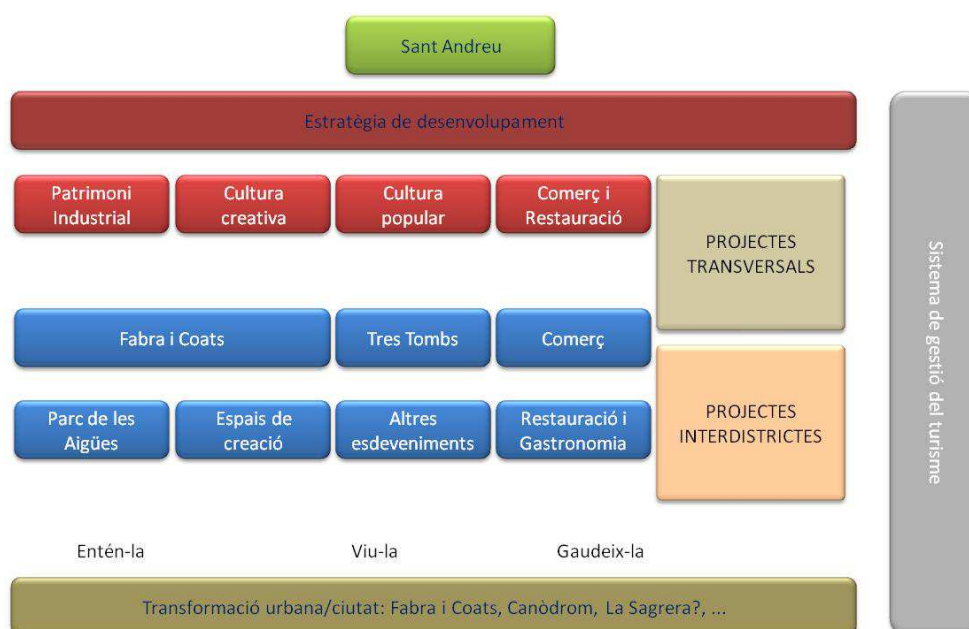 Sant Andreu
Estratègia de desenvolupament
Patrimoni
Industrial
Cultura
creativa
Cultura
popular
Comerç i
Restauració
PROJECTES
TRANSVERSALS
Fabra i Coats
Tres Tombs
Comerç
Parc de les
Aigües
Espais de
creació
Altres
esdeveniments
Restauració i
Gastronomia
PROJECTES
INTERDISTRICTES
Entén-la
Viu-la
Gaudeix-la
Transformació urbana/ciutat: Fabra i Coats, Canòdrom, La Sagrera?, ...
Sistema de gestió del turisme